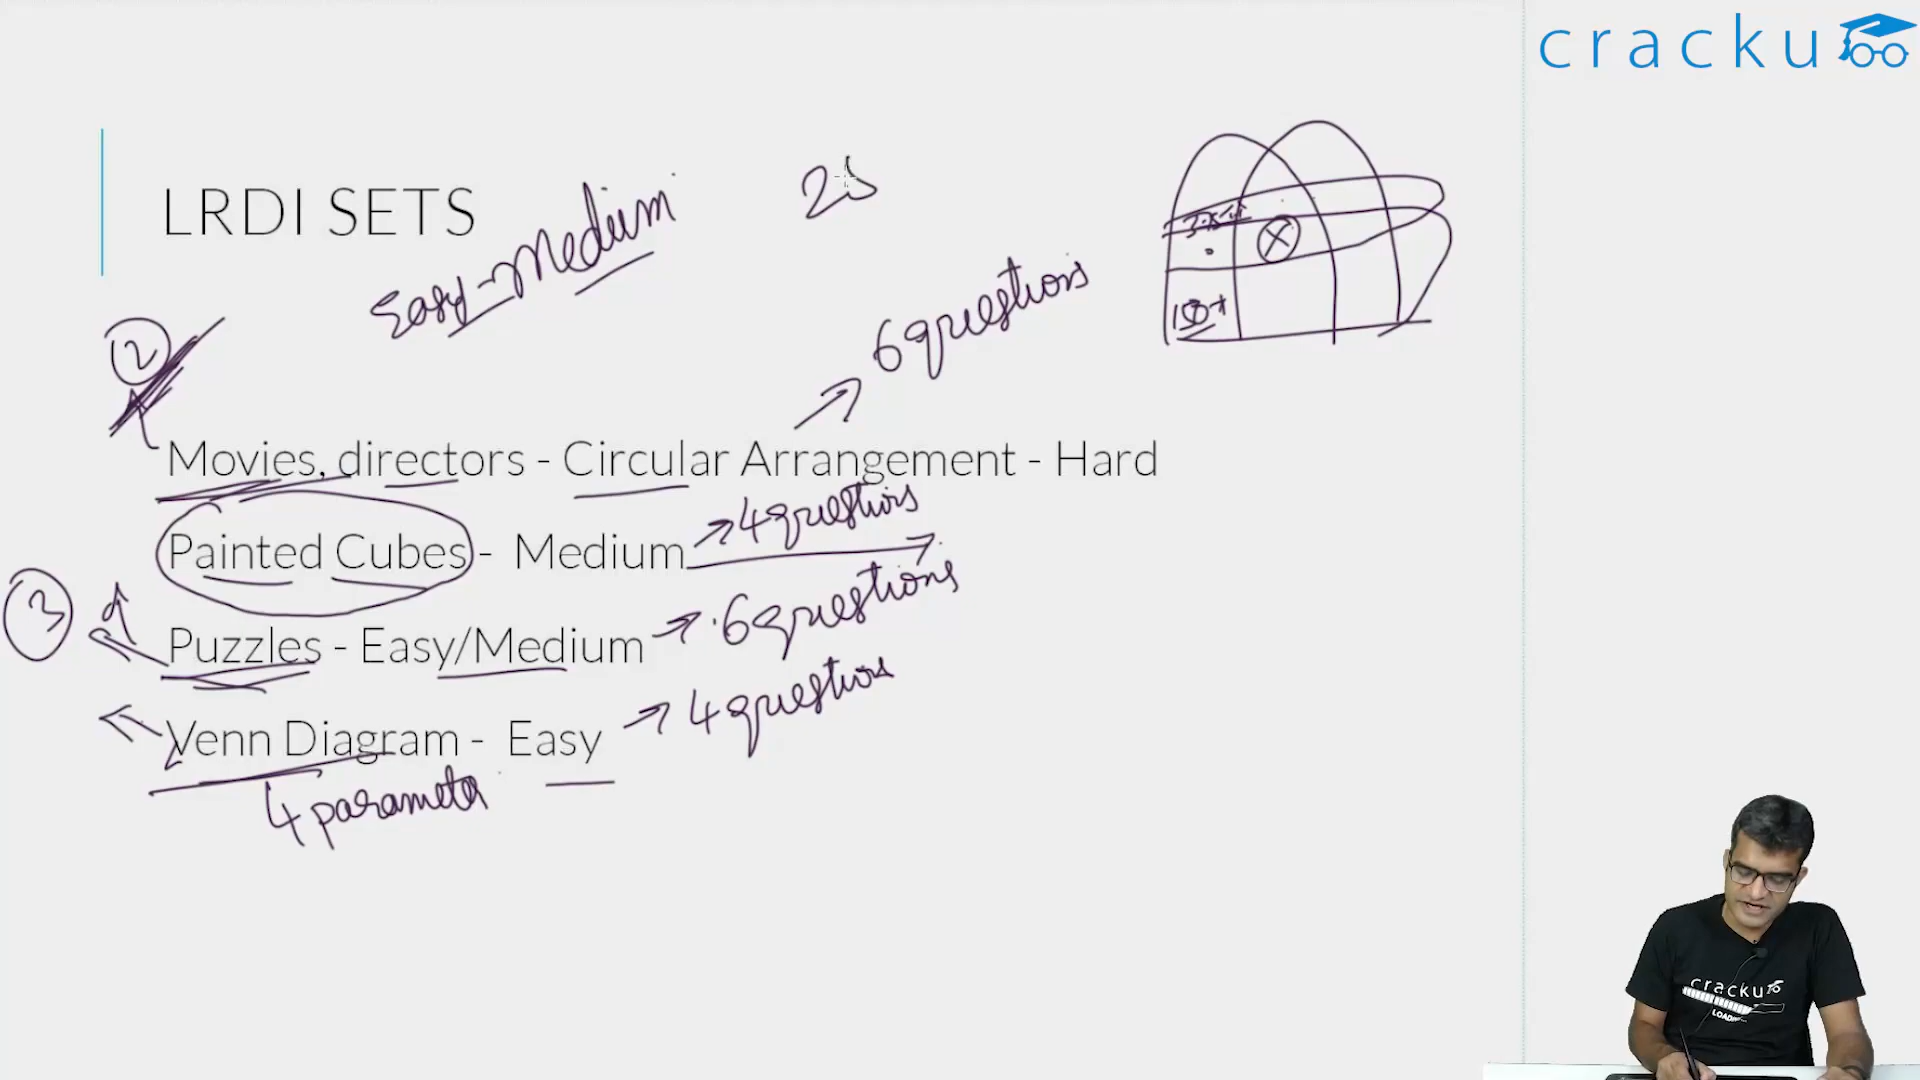 cracku
LRDI SETS
Easy-Medium
2
6 questions
150+
Movies, directors - Circular Arrangement - Hard
4 questions
Painted Cubes - Medium
3
6 questions
Puzzles - Easy/Medium
4 questions
Venn Diagram - Easy
4 parameter
cracku
LOADING...